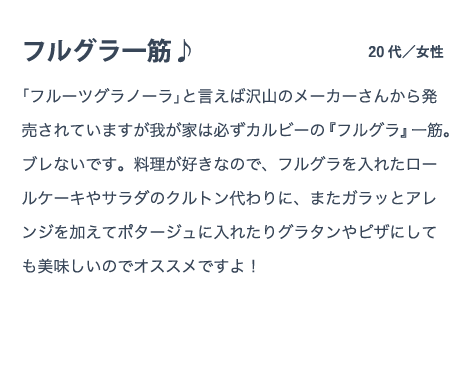 フルグラ一筋♪
20代／女性
「フルーツグラノーラ」と言えば沢山のメーカーさんから発
売されていますが我が家は必ずカルビーの『フルグラ』一筋。
ブレないです。料理が好きなので、フルグラを入れたロー
ルケーキやサラダのクルトン代わりに、またガラッとアレ
ンジを加えてポタージュに入れたりグラタンやピザにして
も美味しいのでオススメですよ！